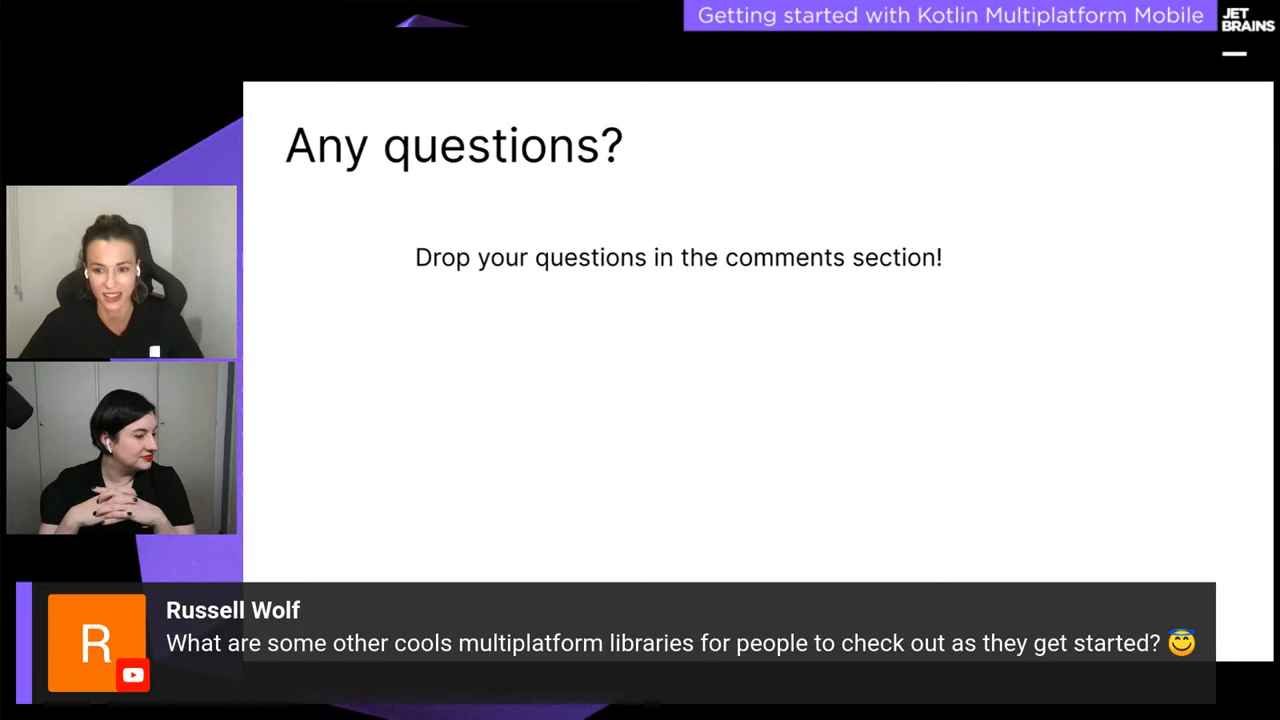 Getting started with Kotlin Multiplatform Mobile
JET
BRAINS
Any questions?
Drop your questions in the comments section!
R
Russell Wolf
What are some other cools multiplatform libraries for people to check out as they get started? 😇